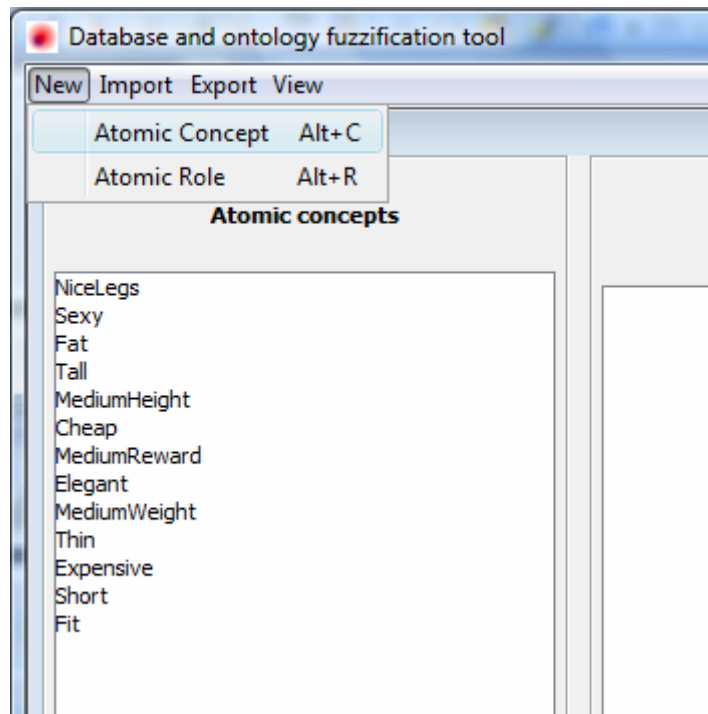 Database and ontology fuzzification tool
New Import Export View
Atomic Concept Alt+C
Atomic Role Alt+R
Atomic concepts
NiceLegs
Sexy
Fat
Tall
MediumHeight
Cheap
MediumReward
Elegant
MediumWeight
Thin
Expensive
Short
Fit